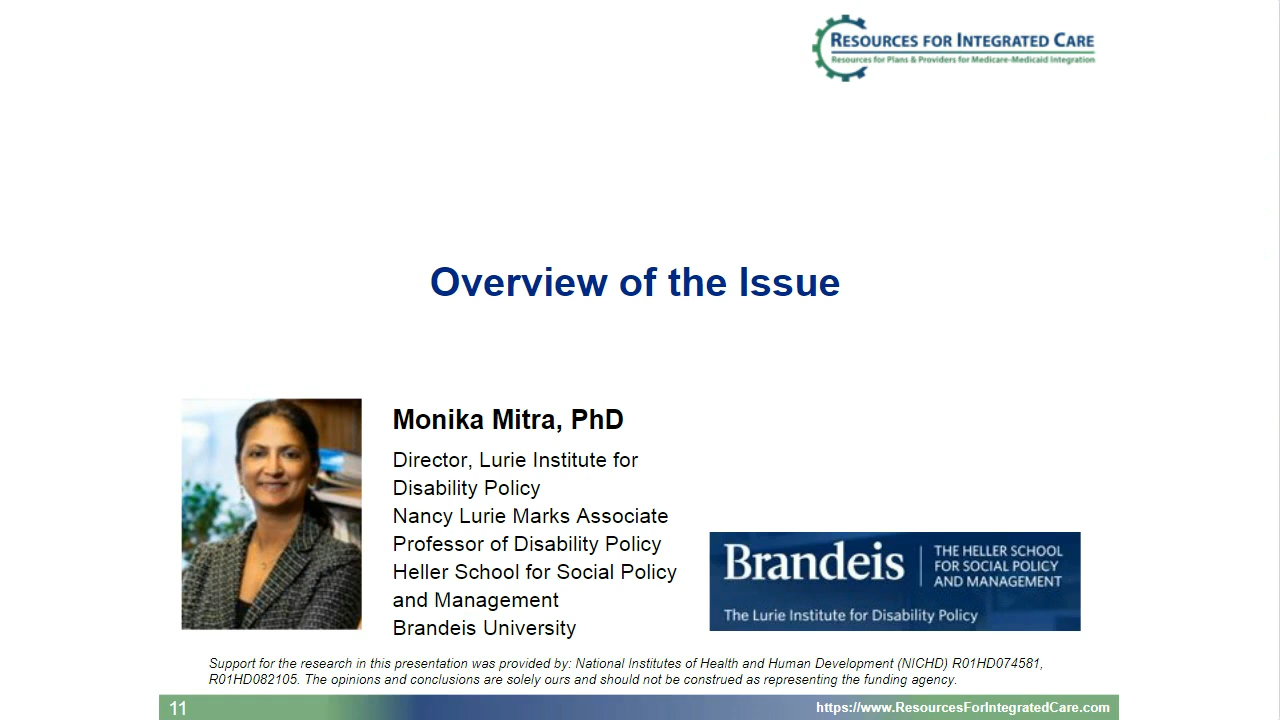 RESOURCES FOR INTEGRATED CARE
Resources for Plans & Providers for Medicare-Medicaid Integration
Overview of the Issue
Monika Mitra, PhD
Director, Lurie Institute for
Disability Policy
Nancy Lurie Marks Associate
Professor of Disability Policy
Heller School for Social Policy
and Management
Brandeis University
Brandeis
THE HELLER SCHOOL
FOR SOCIAL POLICY
AND MANAGEMENT
The Lurie Institute for Disability Policy
Support for the research in this presentation was provided by: National Institutes of Health and Human Development (NICHD) R01HD074581,
R01HD082105. The opinions and conclusions are solely ours and should not be construed as representing the funding agency.
11
https://www.ResourcesForIntegratedCare.com